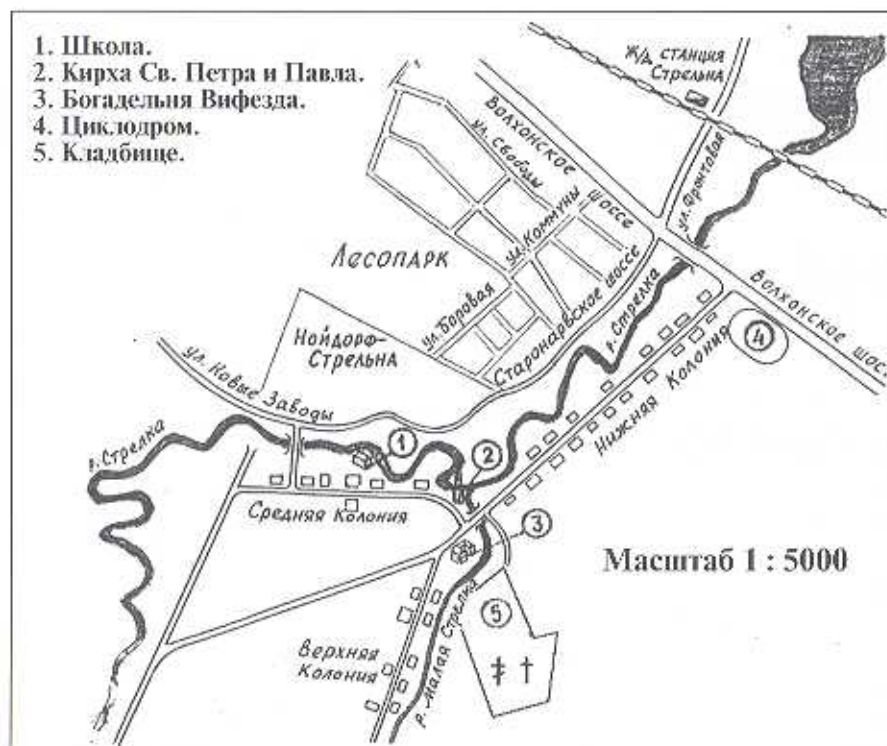 1. Школа.
2. Кирха Св. Петра и Павла.
3. Богадельня Вифезда.
4. Циклодром.
5. Кладбище.
Ж/Д СТАНЦИЯ
Стрельна
Волхонское шоссе
ул. Свободы
ул. Фронтовая
ул. Коммуны
Лесопарк
Старонарвское шоссе
ул. Боровая
р. Стрелка
Волхонское шосс
Нойдорф-
Стрельна
4
ул. Новые Заводы
Нижняя Колония
р. Стрелка
1
2
Средняя Колония
3
Масштаб 1 : 5000
5
Верхняя
Колония
р. Малая Стрелка